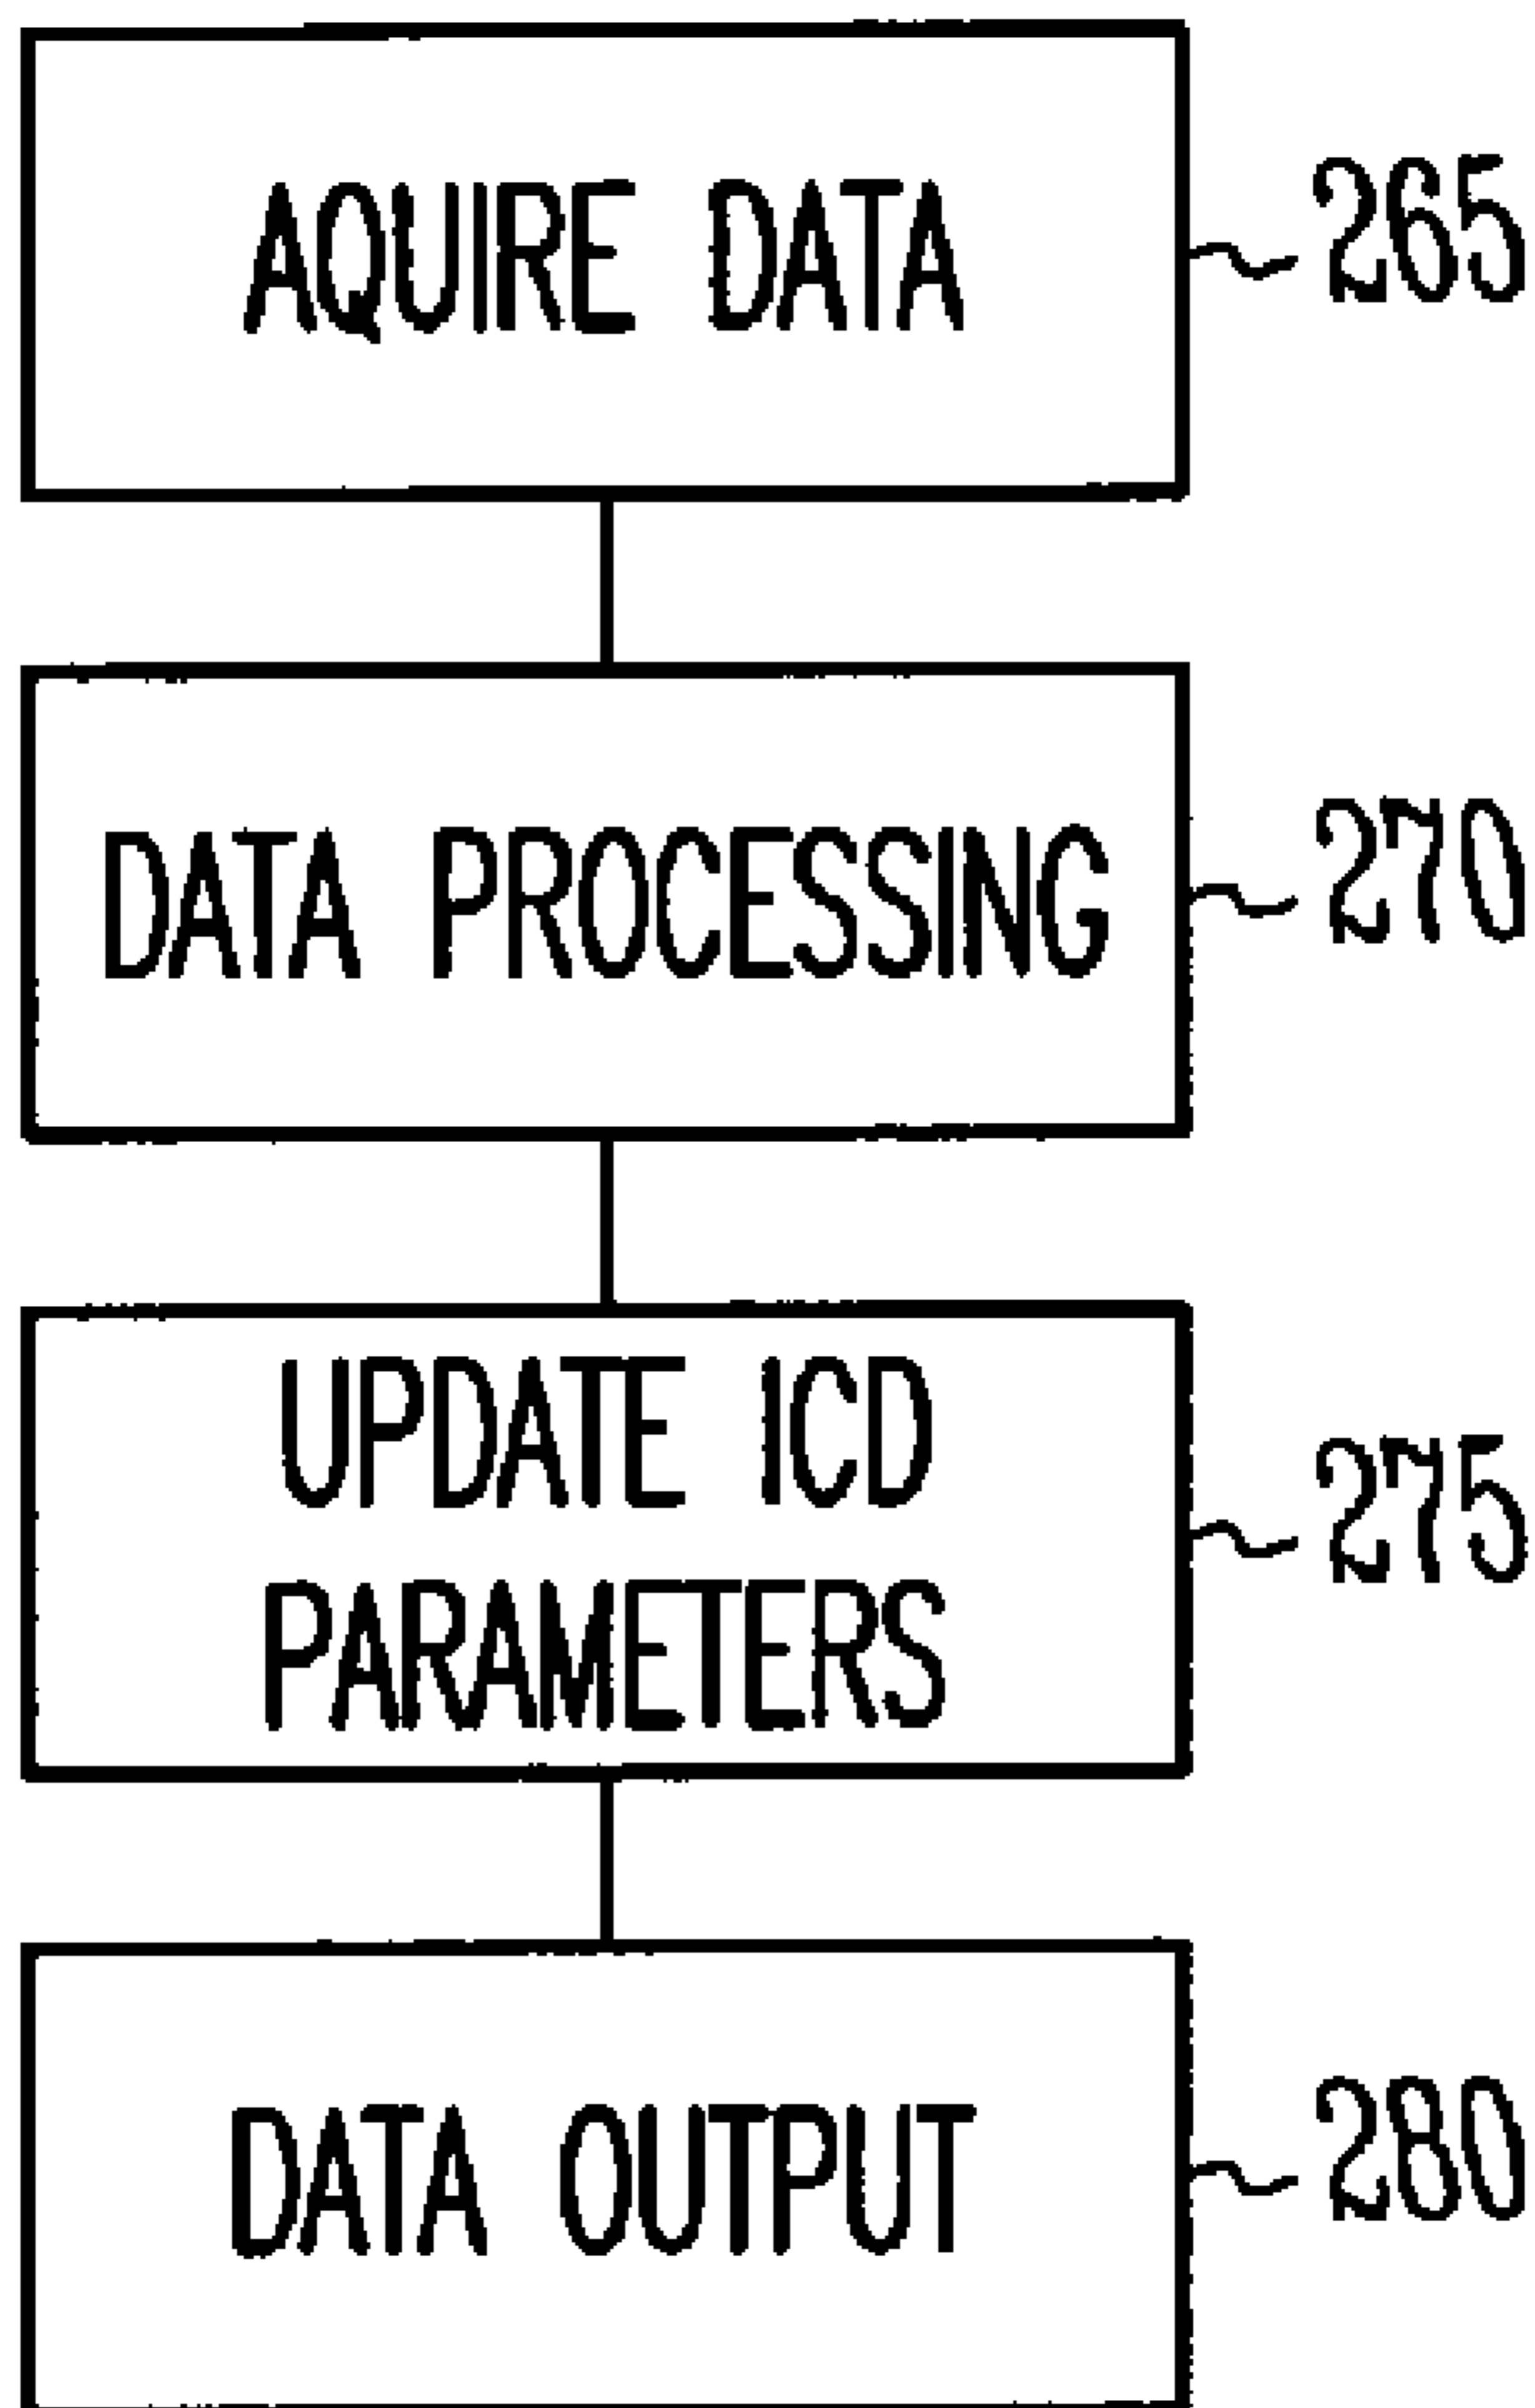 AQUIRE DATA
265
DATA PROCESSING
270
UPDATE ICD
PARAMETERS
275
DATA OUTPUT
280